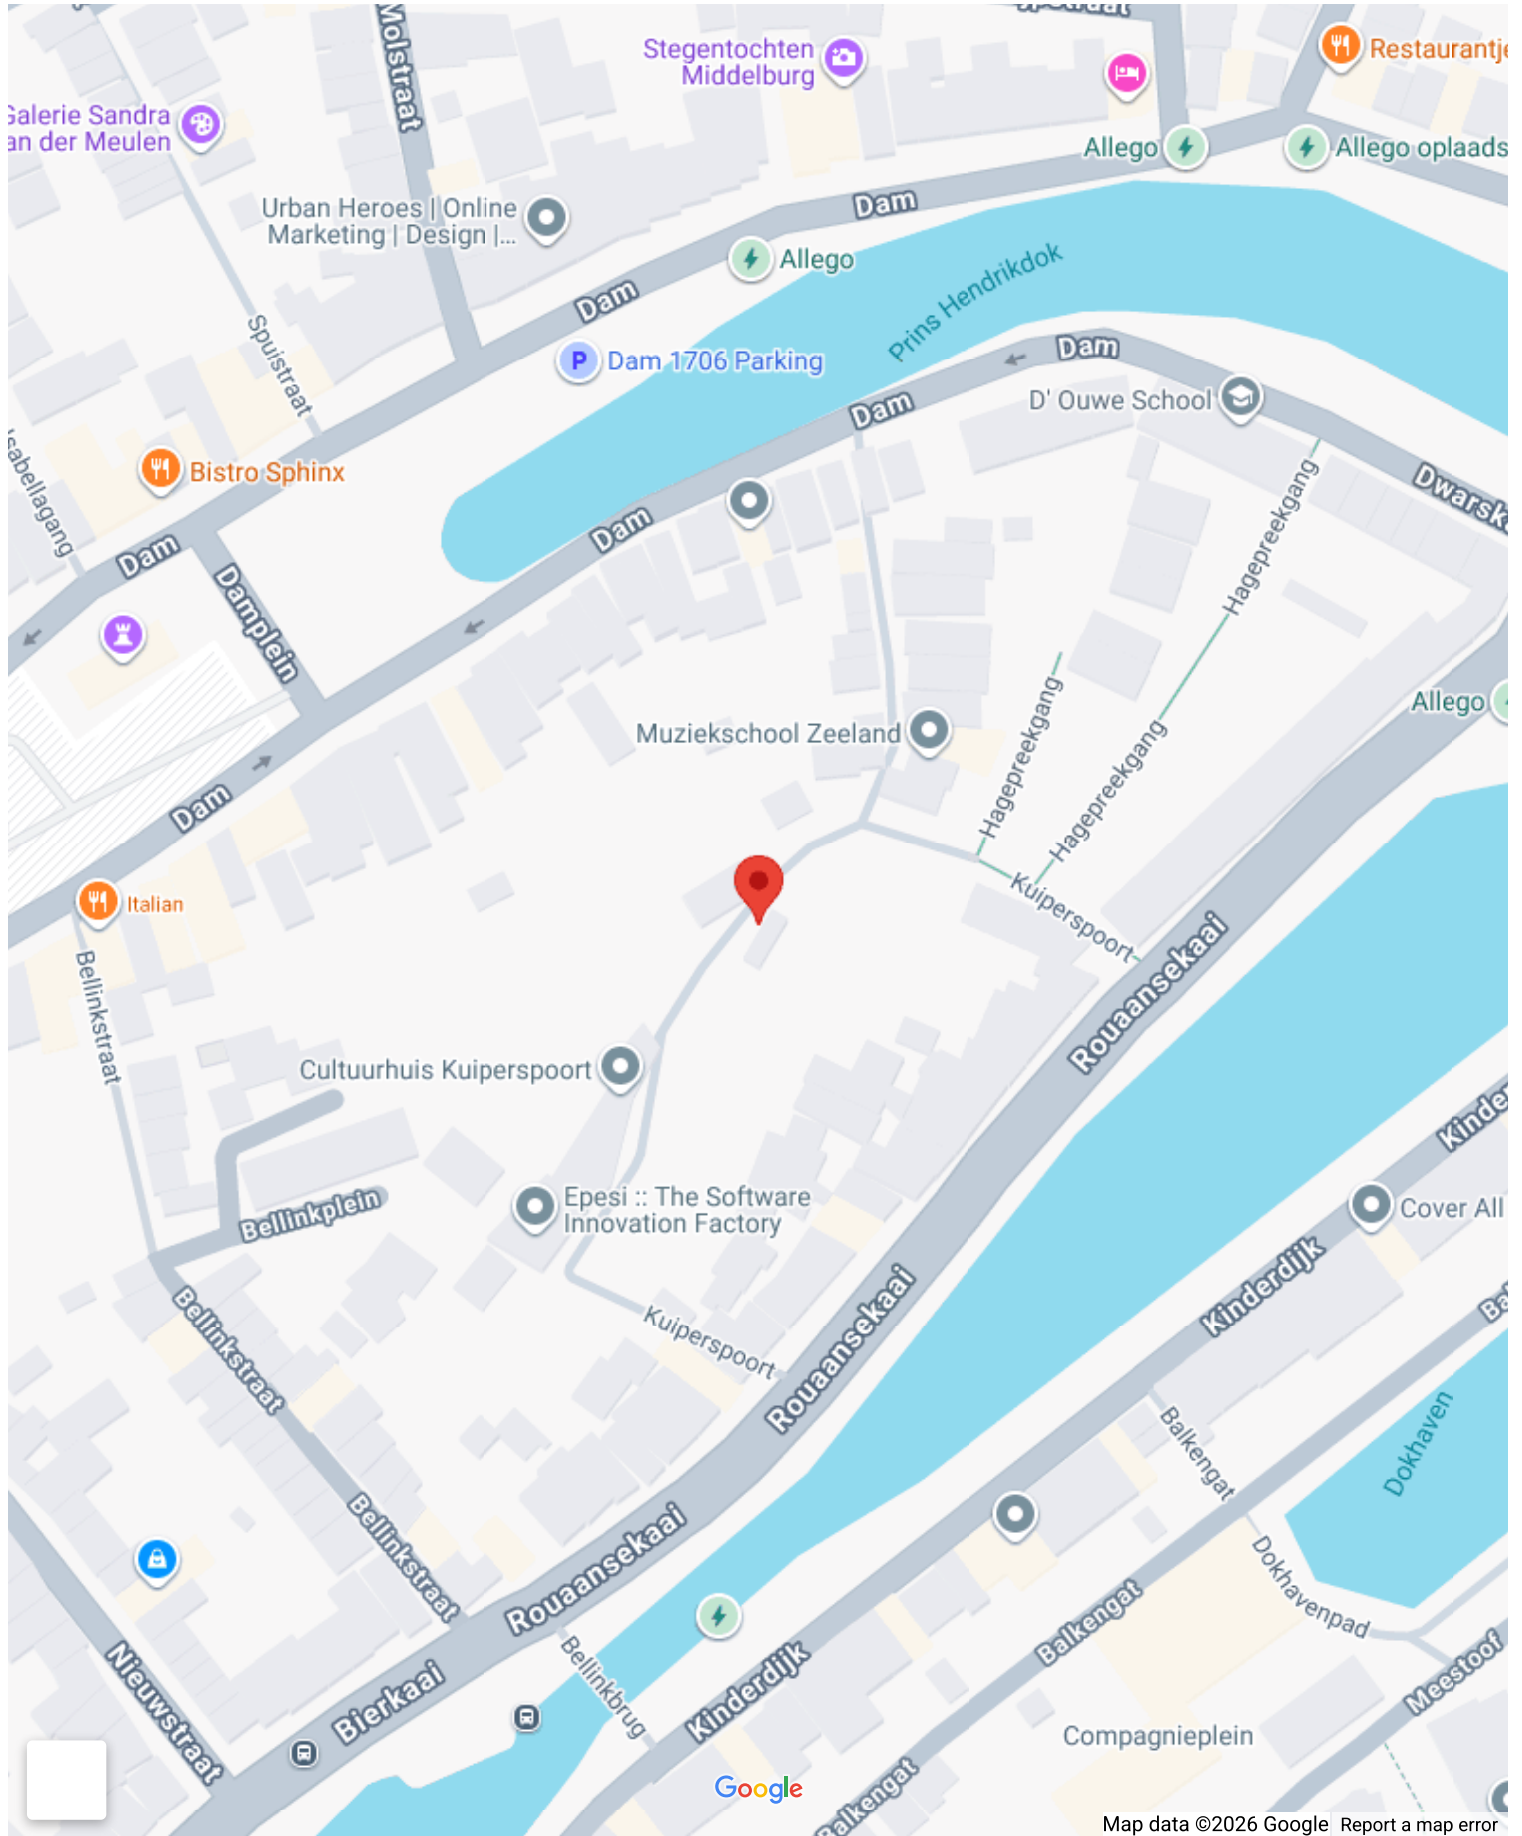 Molstraat
Stegentochten
Middelburg
Restaurantje
Galerie Sandra
an der Meulen
Allego
Allego oplaads
Urban Heroes | Online
Marketing | Design |...
Dam
Allego
Prins Hendrikdok
Dam
Spuistraat
Dam 1706 Parking
Dam
D' Ouwe School
Dam
Isabellagang
Bistro Sphinx
Hagepreekgang
Dwarska
Dam
Dam
Damplein
Allego
Muziekschool Zeeland
Hagepreekgang
Hagepreekgang
Dam
Italian
Kuiperspoort
Bellinkstraat
Rouaansekaai
Cultuurhuis Kuiperspoort
Kinder
Bellinkplein
Epesi :: The Software
Innovation Factory
Cover All
Kinderdijk
Bal
Bellinkstraat
Kuiperspoort
Rouaansekaai
Balkengat
Dokhaven
Bellinkstraat
Rouaansekaai
Dokhavenpad
Balkengat
Nieuwstraat
Bierkaai
Bellinkbrug
Kinderdijk
Meestoof
Compagnieplein
Balkengat
Google
Map data ©2026 Google
Report a map error